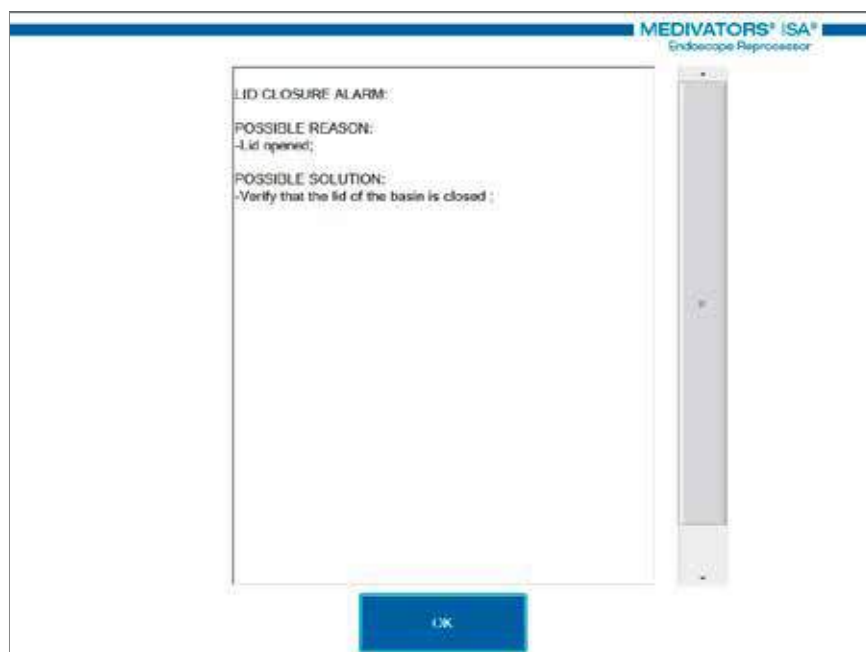 MEDIVATORS® ISA®
Endoscope Reprocessor
LID CLOSURE ALARM:
POSSIBLE REASON:
-Lid opened;
POSSIBLE SOLUTION:
-Verify that the lid of the basin is closed ;
OK